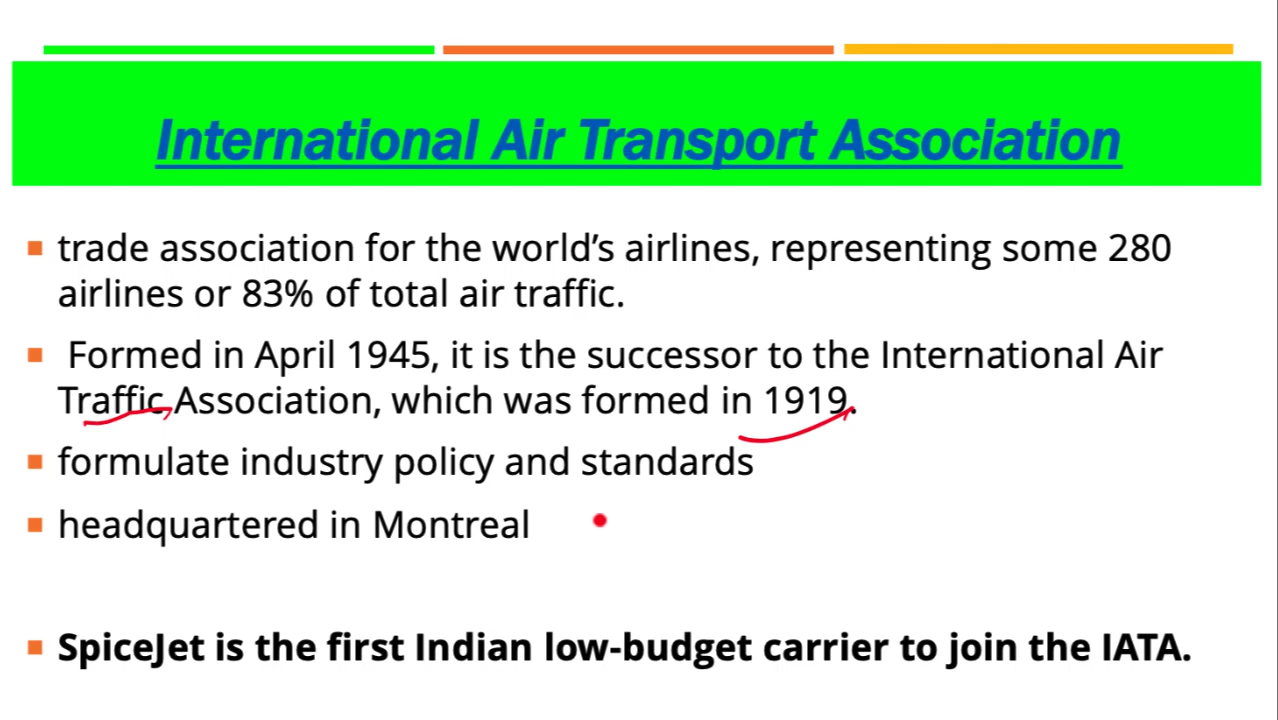 International Air Transport Association
trade association for the world's airlines, representing some 280
airlines or 83% of total air traffic.
Formed in April 1945, it is the successor to the International Air
Traffic Association, which was formed in 1919.
formulate industry policy and standards
headquartered in Montreal
SpiceJet is the first Indian low-budget carrier to join the IATA.